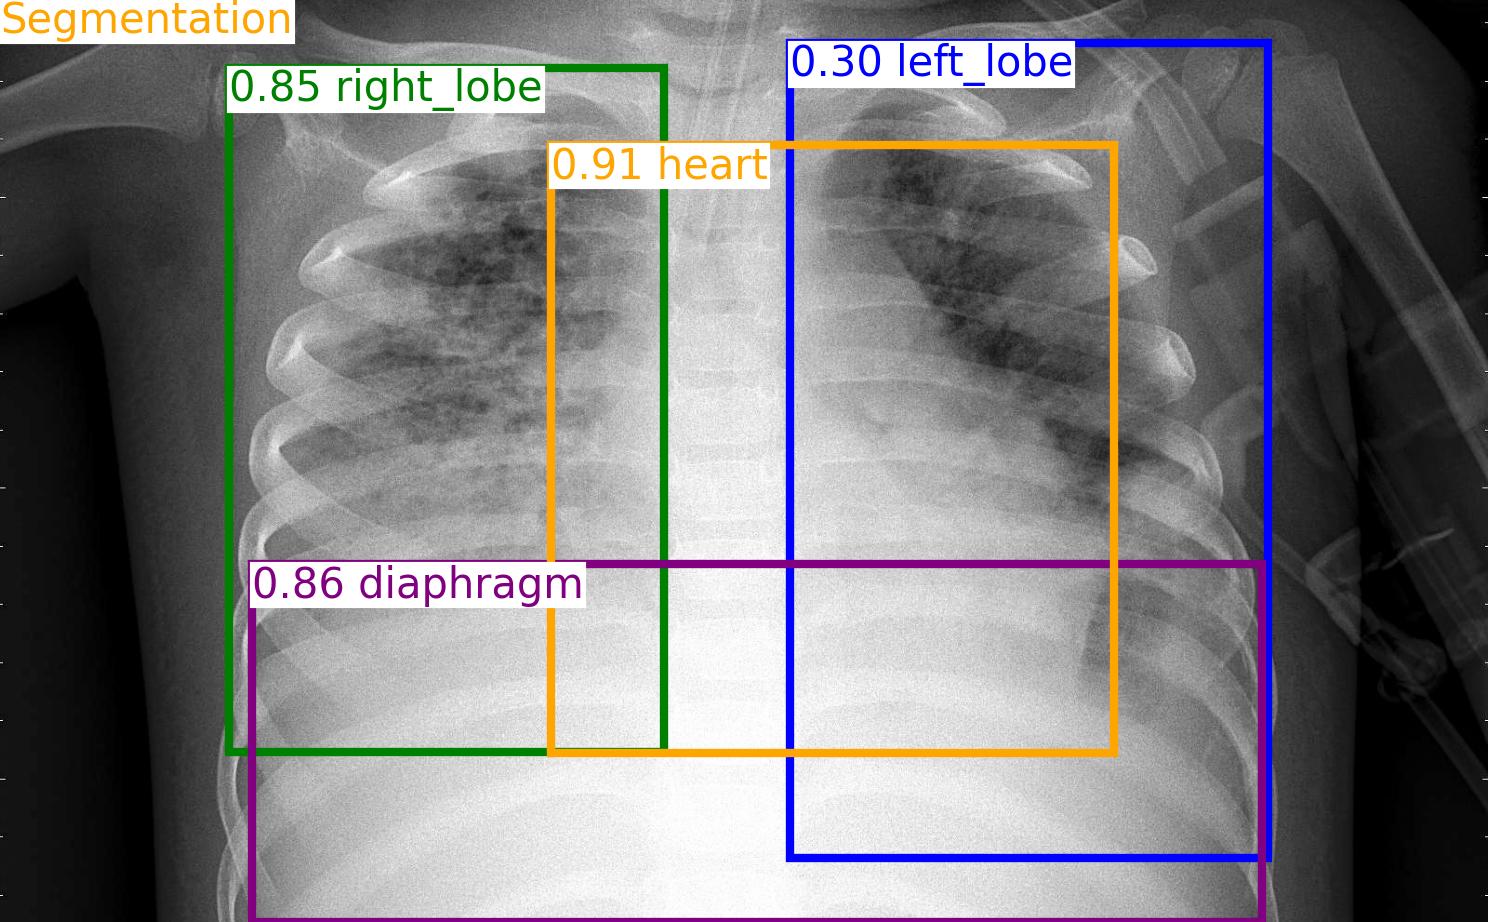 Segmentation
0.30 left_lobe
0.85 right_lobe
0.91 heart
0.86 diaphragm